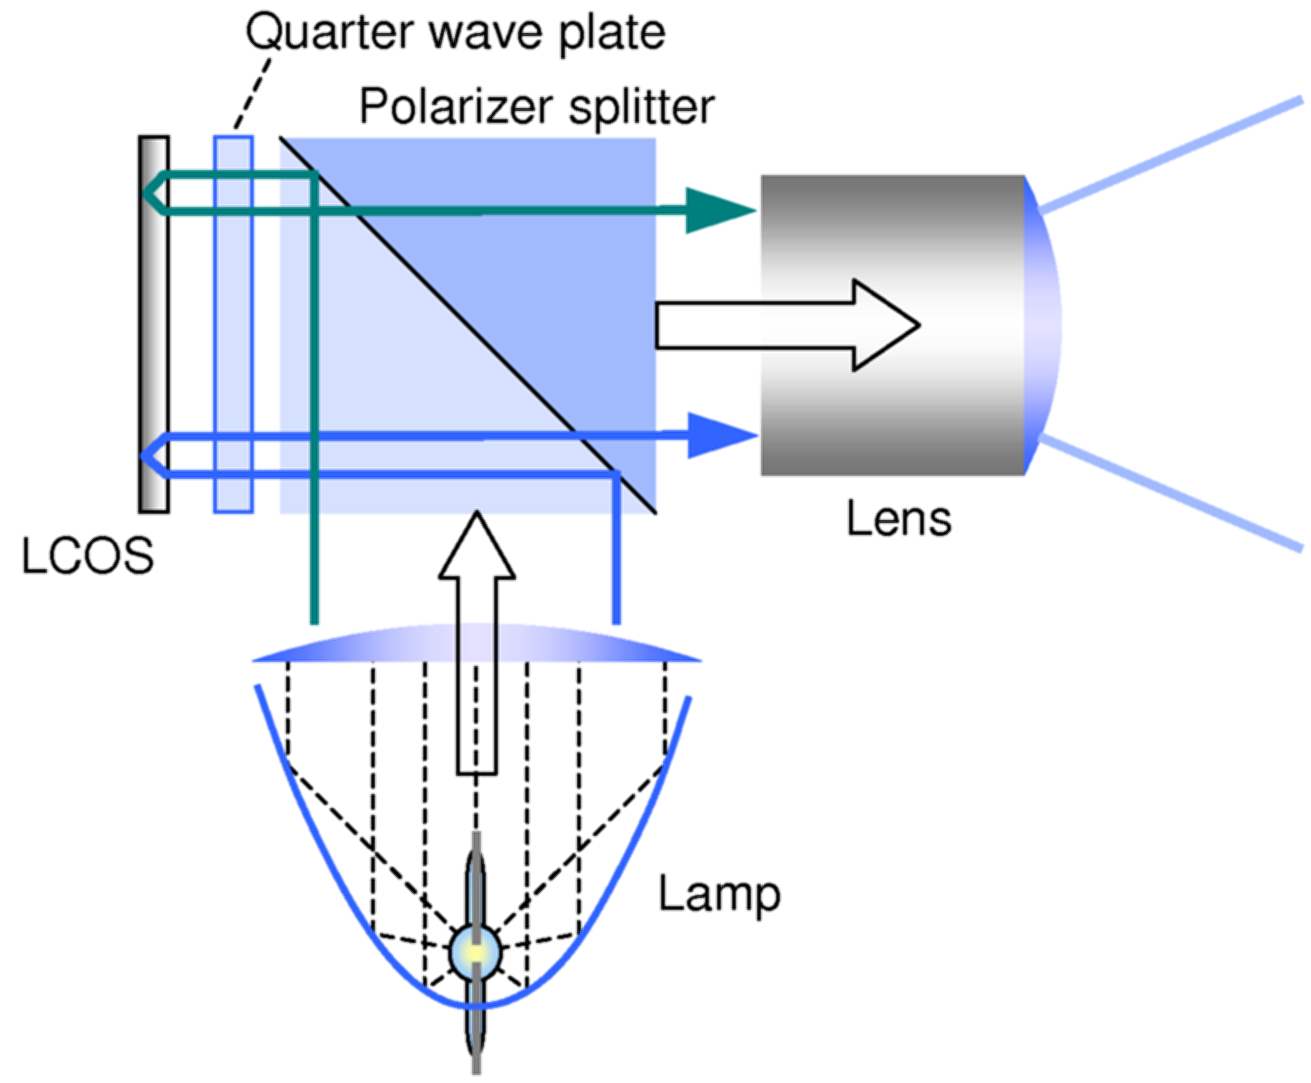 Quarter wave plate
Polarizer splitter
LCOS
Lens
Lamp